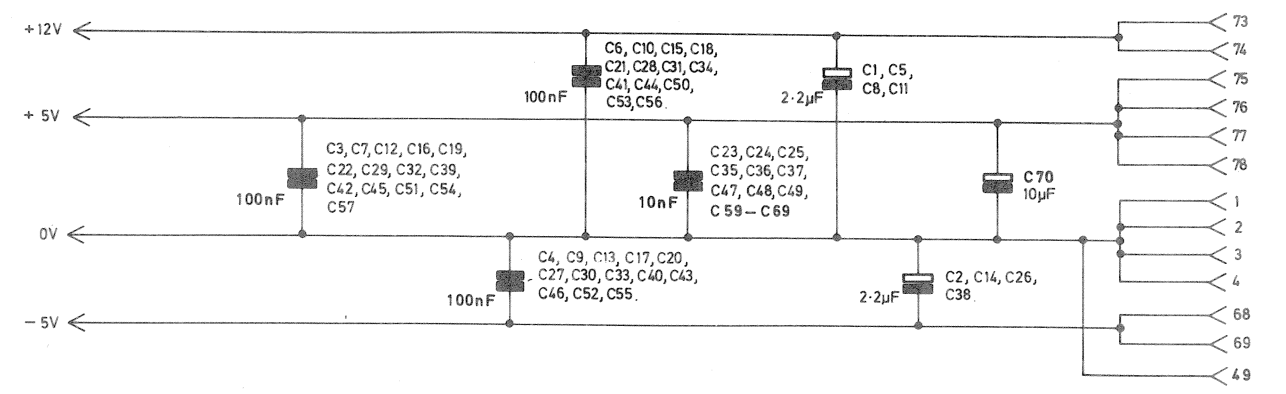 +12V
73
74
C6, C10, C15, C18,
C21, C28, C31, C34,
C41, C44, C50,
C53, C56.
100nF
C1, C5,
C8, C11
2·2µF
75
76
77
78
+ 5V
C3, C7, C12, C16, C19,
C22, C29, C32, C39,
C42, C45, C51, C54,
C57
100nF
C23, C24, C25,
C35, C36, C37,
C47, C48, C49,
C 59 – C69
10nF
C70
10µF
0V
1
2
3
4
C4, C9, C13, C17, C20,
C27, C30, C33, C40, C43,
C46, C52, C55.
100nF
C2, C14, C26,
C38.
2·2µF
– 5V
68
69
49